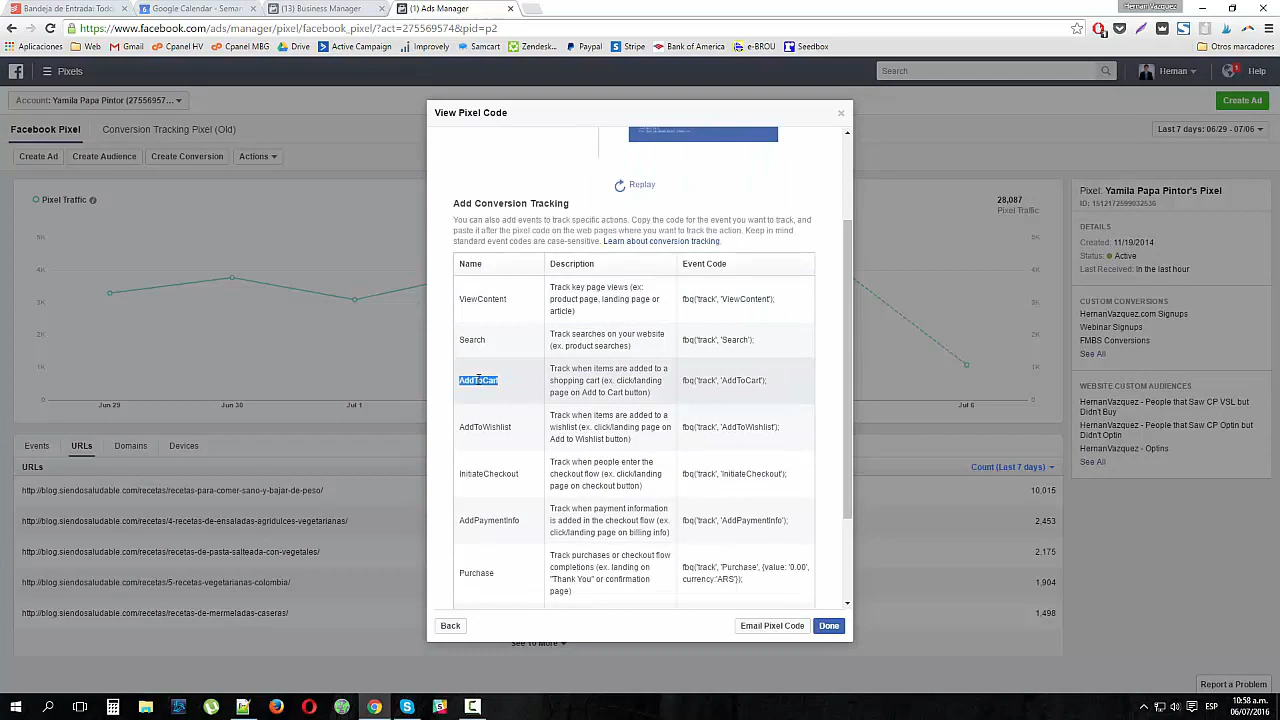 Bandeja de Entrada: Tod
Google Calendar - Seman
(13) Business Manager
(1) Ads Manager
Hernan Vazquez
https://www.facebook.com/ads/manager/pixel/facebook_pixel/?act=275569574&pid=p2
Aplicaciones
Web
Gmail
Cpanel HV
Cpanel MBG
Drive
Active Campaign
Improvely
Samcart
Zendesk...
Paypal
Stripe
Bank of America
e-BROU
Seedbox
Otros marcadores
Pixels
Search
Hernan
1
Help
Account: Yamila Papa Pintor (27556957...
Create Ad
Facebook Pixel
Conversion Tracking Pixel (Old)
Last 7 days: 06/29 - 07/06
Create Ad
Create Audience
Create Conversion
Actions
View Pixel Code
Replay
Add Conversion Tracking
You can also add events to track specific actions. Copy the code for the event you want to track, and
paste it after the pixel code on the web pages where you want to track the action. Keep in mind
standard event codes are case-sensitive. Learn about conversion tracking.
Name
Description
Event Code
ViewContent
Track key page views (ex:
product page, landing page or
article)
fbq('track', 'ViewContent');
Search
Track searches on your website
(ex. product searches)
fbq('track', 'Search');
AddToCart
Track when items are added to a
shopping cart (ex. click/landing
page on Add to Cart button)
fbq('track', 'AddToCart');
AddToWishlist
Track when items are added to a
wishlist (ex. click/landing page on
Add to Wishlist button)
fbq('track', 'AddToWishlist');
InitiateCheckout
Track when people enter the
checkout flow (ex. click/landing
page on checkout button)
fbq('track', 'InitiateCheckout');
AddPaymentInfo
Track when payment information
is added in the checkout flow (ex.
click/landing page on billing info)
fbq('track', 'AddPaymentInfo');
Purchase
Track purchases or checkout flow
completions (ex. landing on
"Thank You" or confirmation
page)
fbq('track', 'Purchase', {value: '0.00',
currency:'ARS'});
Back
Email Pixel Code
Done
Pixel Traffic
28,087
Pixel Traffic
5K
4K
3K
2K
1K
0
5K
3K
2K
1K
0
Jun 29
Jun 30
Jul 1
Jul 6
Pixel: Yamila Papa Pintor's Pixel
ID: 1512172599032536
DETAILS
Created: 11/19/2014
Status: Active
Last Received: In the last hour
CUSTOM CONVERSIONS
HernanVazquez.com Signups
Webinar Signups
FMBS Conversions
See All
WEBSITE CUSTOM AUDIENCES
HernanVazquez - People that Saw CP VSL but
Didn't Buy
HernanVazquez - People that Saw CP Optin but
Didn't Optin
HernanVazquez - Optins
See All
Events
URLs
Domains
Devices
URLs
Count (Last 7 days)
http://blog.siendosaludable.com/recetas/recetas-para-comer-sano-y-bajar-de-peso/
10,015
http://blog.siendosaludable.com/recetas/4-recetas-de-ensaladas-agridulces-vegetarianas/
2,453
http://blog.siendosaludable.com/recetas/recetas-de-pasta-salteada-con-vegetales/
2,175
http://blog.siendosaludable.com/recetas/5-recetas-vegetarianas-colombia/
1,904
http://blog.siendosaludable.com/recetas/recetas-de-mermeladas-caseras/
1,498
See 10 More
Report a Problem
ESP
10:58 a.m.
06/07/2016